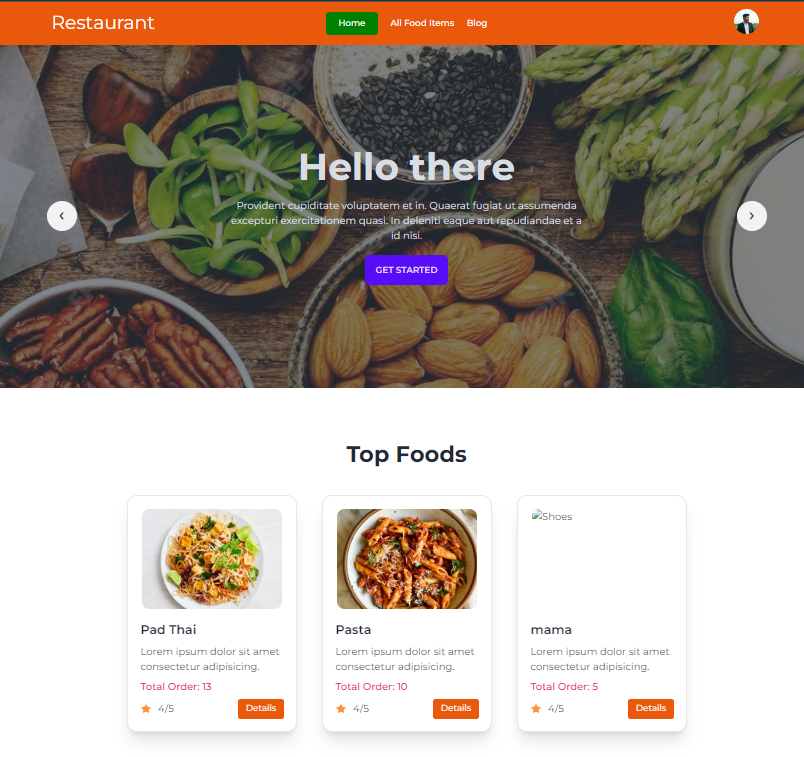 Restaurant
Home All Food Items Blog
Hello there
Provident cupiditate voluptatem et in. Quaerat fugiat ut assumenda
excepturi exercitationem quasi. In deleniti eaque aut repudiandae et a
id nisi.
‹ ›
GET STARTED
Top Foods
Shoes
Pad Thai Pasta mama
Lorem ipsum dolor sit amet Lorem ipsum dolor sit amet Lorem ipsum dolor sit amet
consectetur adipisicing. consectetur adipisicing. consectetur adipisicing.
Total Order: 13 Total Order: 10 Total Order: 5
4/5 Details 4/5 Details 4/5 Details